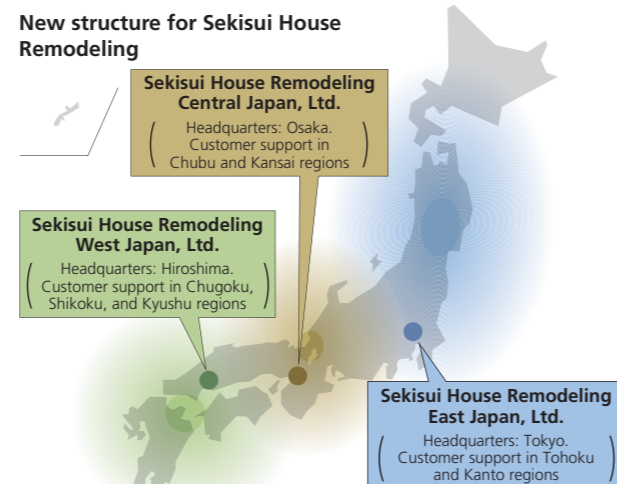 New structure for Sekisui House
Remodeling
Sekisui House Remodeling
Central Japan, Ltd.
Headquarters: Osaka.
Customer support in
Chubu and Kansai regions
Sekisui House Remodeling
West Japan, Ltd.
Headquarters: Hiroshima.
Customer support in Chugoku,
Shikoku, and Kyushu regions
Sekisui House Remodeling
East Japan, Ltd.
Headquarters: Tokyo.
Customer support in Tohoku
and Kanto regions